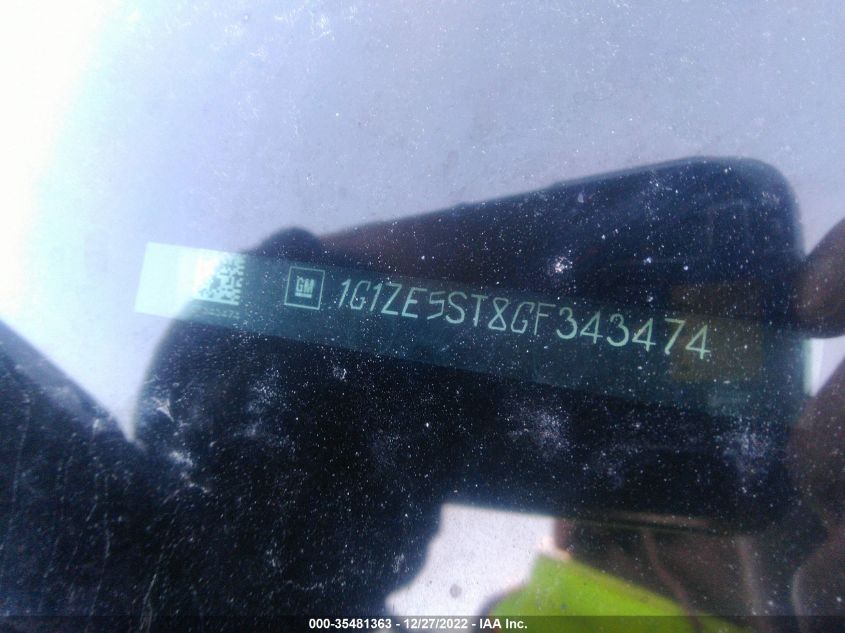 GM 1G1ZE5ST8GF343474
000-35481363 - 12/27/2022 - IAA Inc.